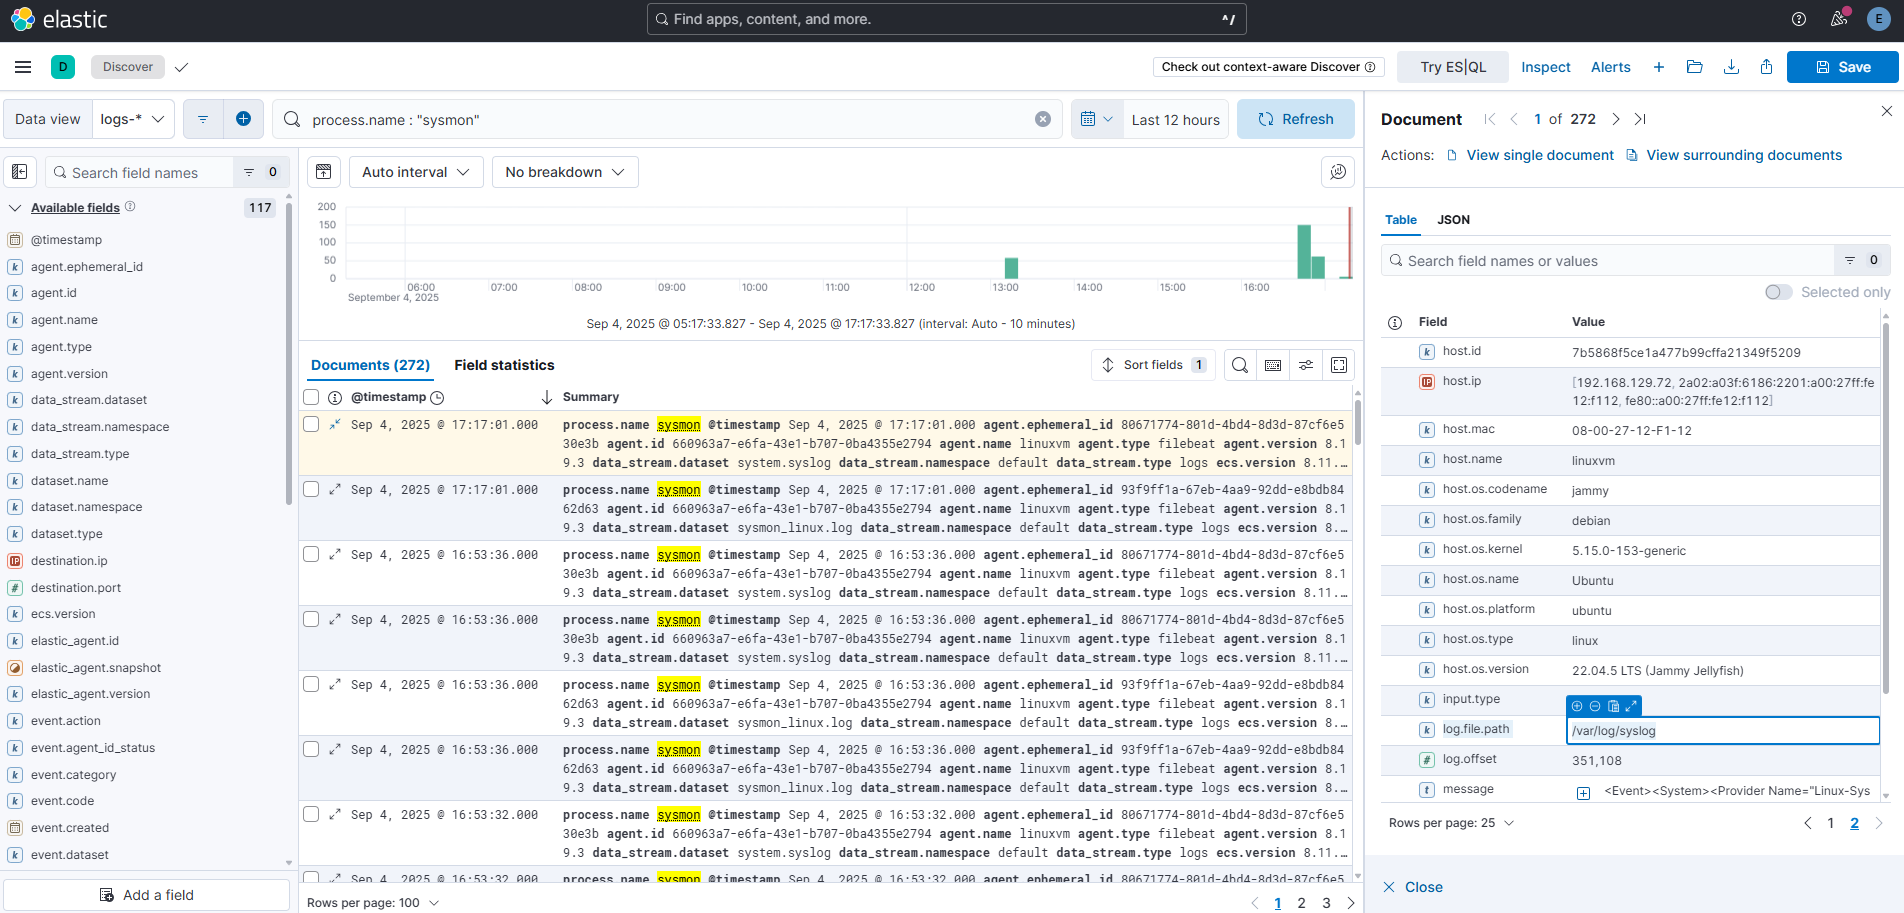 elastic
Find apps, content, and more.
^/
E
D
Discover
Check out context-aware Discover
Try ES|QL
Inspect
Alerts
Save
Data view
logs-*
process.name : "sysmon"
Last 12 hours
Refresh
Search field names
0
Available fields
117
@timestamp
agent.ephemeral_id
agent.id
agent.name
agent.type
agent.version
data_stream.dataset
data_stream.namespace
data_stream.type
dataset.name
dataset.namespace
dataset.type
destination.ip
destination.port
ecs.version
elastic_agent.id
elastic_agent.snapshot
elastic_agent.version
event.action
event.agent_id_status
event.category
event.code
event.created
event.dataset
Add a field
Auto interval
No breakdown
200
150
100
50
0
06:00
07:00
08:00
09:00
10:00
11:00
12:00
13:00
14:00
15:00
16:00
September 4, 2025
Sep 4, 2025 @ 05:17:33.827 - Sep 4, 2025 @ 17:17:33.827 (interval: Auto - 10 minutes)
Documents (272)
Field statistics
Sort fields 1
@timestamp
Summary
Sep 4, 2025 @ 17:17:01.000
process.name sysmon @timestamp Sep 4, 2025 @ 17:17:01.000 agent.ephemeral_id 80671774-801d-4bd4-8d3d-87cf6e5
30e3b agent.id 660963a7-e6fa-43e1-b707-0ba4355e2794 agent.name linuxvm agent.type filebeat agent.version 8.1
9.3 data_stream.dataset system.syslog data_stream.namespace default data_stream.type logs ecs.version 8.11.…
Sep 4, 2025 @ 17:17:01.000
process.name sysmon @timestamp Sep 4, 2025 @ 17:17:01.000 agent.ephemeral_id 93f9ff1a-67eb-4aa9-92dd-e8bdb84
62d63 agent.id 660963a7-e6fa-43e1-b707-0ba4355e2794 agent.name linuxvm agent.type filebeat agent.version 8.1
9.3 data_stream.dataset sysmon_linux.log data_stream.namespace default data_stream.type logs ecs.version 8.…
Sep 4, 2025 @ 16:53:36.000
process.name sysmon @timestamp Sep 4, 2025 @ 16:53:36.000 agent.ephemeral_id 80671774-801d-4bd4-8d3d-87cf6e5
30e3b agent.id 660963a7-e6fa-43e1-b707-0ba4355e2794 agent.name linuxvm agent.type filebeat agent.version 8.1
9.3 data_stream.dataset system.syslog data_stream.namespace default data_stream.type logs ecs.version 8.11.…
Sep 4, 2025 @ 16:53:36.000
process.name sysmon @timestamp Sep 4, 2025 @ 16:53:36.000 agent.ephemeral_id 80671774-801d-4bd4-8d3d-87cf6e5
30e3b agent.id 660963a7-e6fa-43e1-b707-0ba4355e2794 agent.name linuxvm agent.type filebeat agent.version 8.1
9.3 data_stream.dataset system.syslog data_stream.namespace default data_stream.type logs ecs.version 8.11.…
Sep 4, 2025 @ 16:53:36.000
process.name sysmon @timestamp Sep 4, 2025 @ 16:53:36.000 agent.ephemeral_id 93f9ff1a-67eb-4aa9-92dd-e8bdb84
62d63 agent.id 660963a7-e6fa-43e1-b707-0ba4355e2794 agent.name linuxvm agent.type filebeat agent.version 8.1
9.3 data_stream.dataset sysmon_linux.log data_stream.namespace default data_stream.type logs ecs.version 8.…
Sep 4, 2025 @ 16:53:36.000
process.name sysmon @timestamp Sep 4, 2025 @ 16:53:36.000 agent.ephemeral_id 93f9ff1a-67eb-4aa9-92dd-e8bdb84
62d63 agent.id 660963a7-e6fa-43e1-b707-0ba4355e2794 agent.name linuxvm agent.type filebeat agent.version 8.1
9.3 data_stream.dataset sysmon_linux.log data_stream.namespace default data_stream.type logs ecs.version 8.…
Sep 4, 2025 @ 16:53:32.000
process.name sysmon @timestamp Sep 4, 2025 @ 16:53:32.000 agent.ephemeral_id 80671774-801d-4bd4-8d3d-87cf6e5
30e3b agent.id 660963a7-e6fa-43e1-b707-0ba4355e2794 agent.name linuxvm agent.type filebeat agent.version 8.1
9.3 data_stream.dataset system.syslog data_stream.namespace default data_stream.type logs ecs.version 8.11.…
Sep 4, 2025 @ 16:53:32.000
process.name sysmon @timestamp Sep 4, 2025 @ 16:53:32.000 agent.ephemeral_id 80671774-801d-4bd4-8d3d-87cf6e5
Rows per page: 100
1 2 3
Document
1 of 272
Actions: View single document View surrounding documents
Table
JSON
Search field names or values
0
Selected only
Field Value
host.id 7b5868f5ce1a477b99cffa21349f5209
host.ip [192.168.129.72, 2a02:a03f:6186:2201:a00:27ff:fe
12:f112, fe80::a00:27ff:fe12:f112]
host.mac 08-00-27-12-F1-12
host.name linuxvm
host.os.codename jammy
host.os.family debian
host.os.kernel 5.15.0-153-generic
host.os.name Ubuntu
host.os.platform ubuntu
host.os.type linux
host.os.version 22.04.5 LTS (Jammy Jellyfish)
input.type
log.file.path /var/log/syslog
log.offset 351,108
message <Event><System><Provider Name="Linux-Sys
Rows per page: 25
1 2
Close